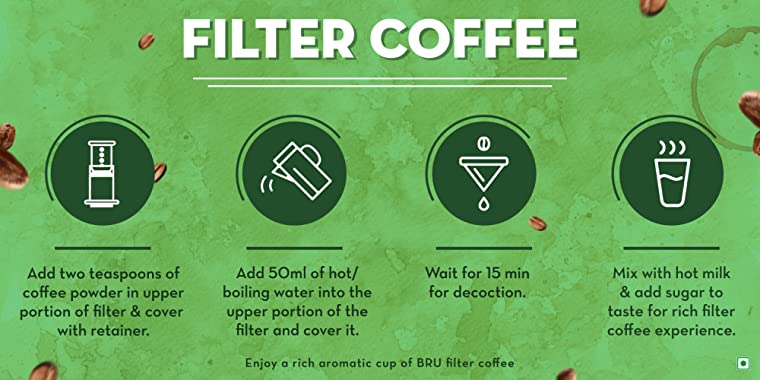 FILTER COFFEE
Add two teaspoons of
coffee powder in upper
portion of filter & cover
with retainer.
Add 50ml of hot/
boiling water into the
upper portion of the
filter and cover it.
Wait for 15 min
for decoction.
Mix with hot milk
& add sugar to
taste for rich filter
coffee experience.
Enjoy a rich aromatic cup of BRU filter coffee